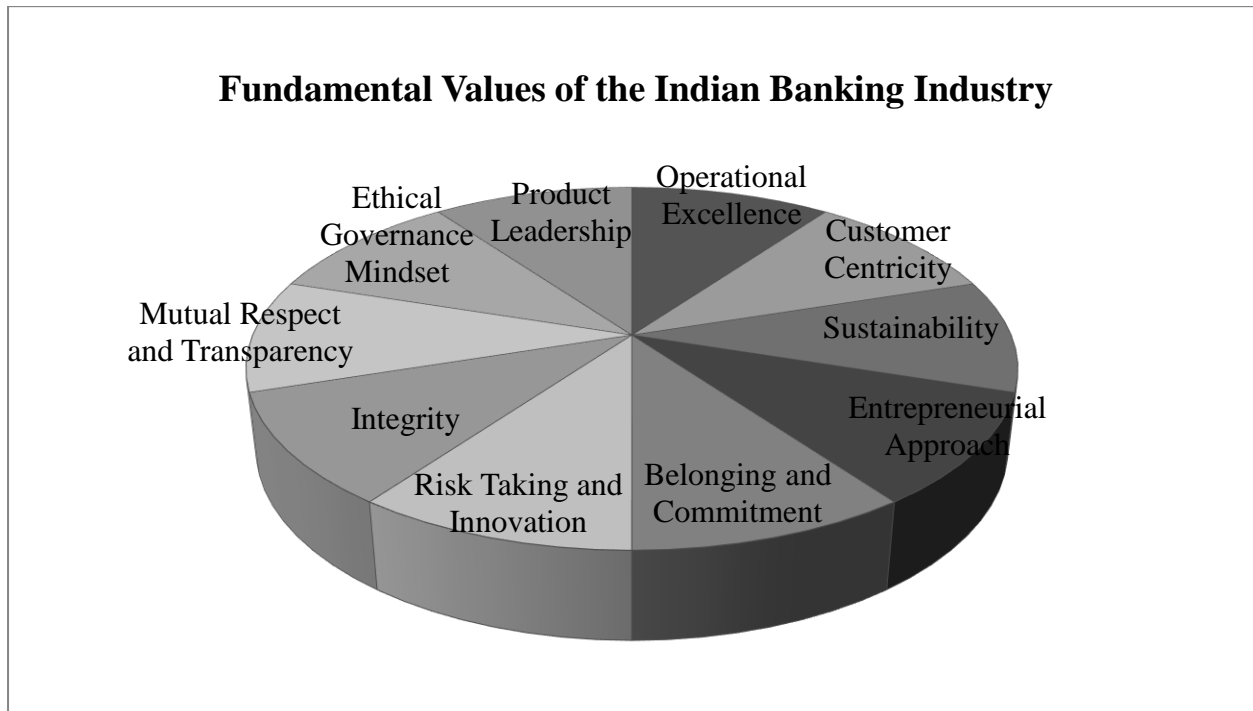 Fundamental Values of the Indian Banking Industry
Operational
Excellence
Customer
Centricity
Sustainability
Entrepreneurial
Approach
Belonging and
Commitment
Risk Taking and
Innovation
Integrity
Mutual Respect
and Transparency
Ethical
Governance
Mindset
Product
Leadership